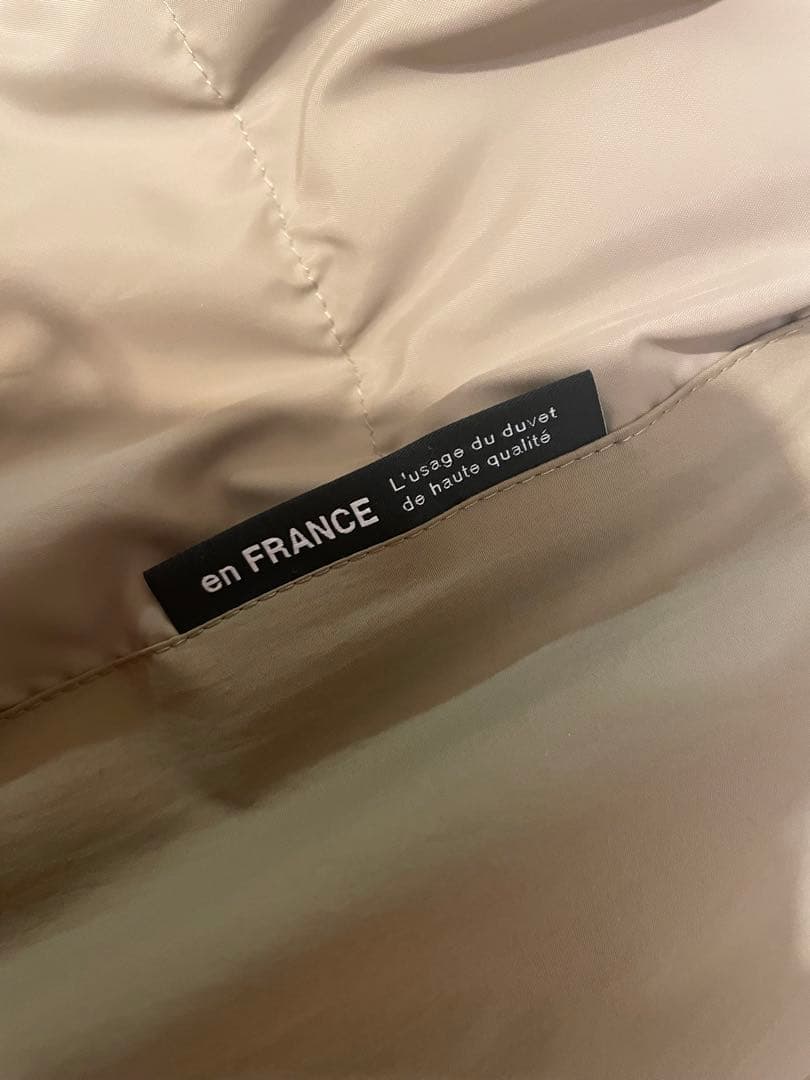 en FRANCE
L'usage du duvet
de haute qualité